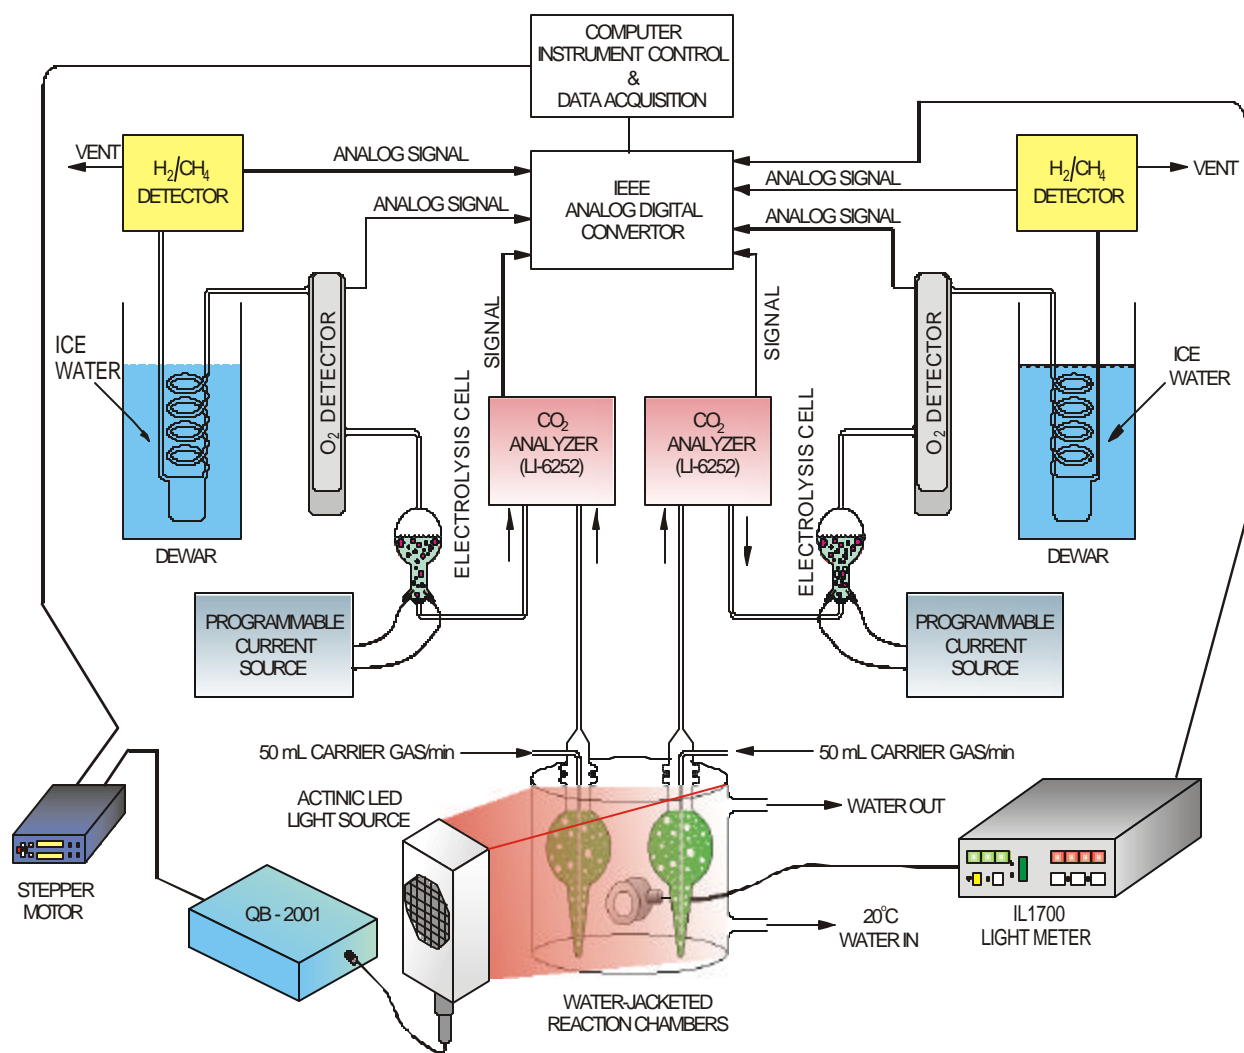 COMPUTER
INSTRUMENT CONTROL
&
DATA ACQUISITION
VENT
H₂/CH₄
DETECTOR
ANALOG SIGNAL
ANALOG SIGNAL
IEEE
ANALOG DIGITAL
CONVERTOR
ANALOG SIGNAL
ANALOG SIGNAL
H₂/CH₄
DETECTOR
VENT
ICE
WATER
O₂ DETECTOR
SIGNAL
SIGNAL
O₂ DETECTOR
ICE
WATER
ELECTROLYSIS CELL
CO₂
ANALYZER
(LI-6252)
CO₂
ANALYZER
(LI-6252)
ELECTROLYSIS CELL
DEWAR
DEWAR
PROGRAMMABLE
CURRENT
SOURCE
PROGRAMMABLE
CURRENT
SOURCE
50 mL CARRIER GAS/min
50 mL CARRIER GAS/min
ACTINIC LED
LIGHT SOURCE
WATER OUT
STEPPER
MOTOR
QB - 2001
20°C
WATER IN
IL1700
LIGHT METER
WATER-JACKETED
REACTION CHAMBERS